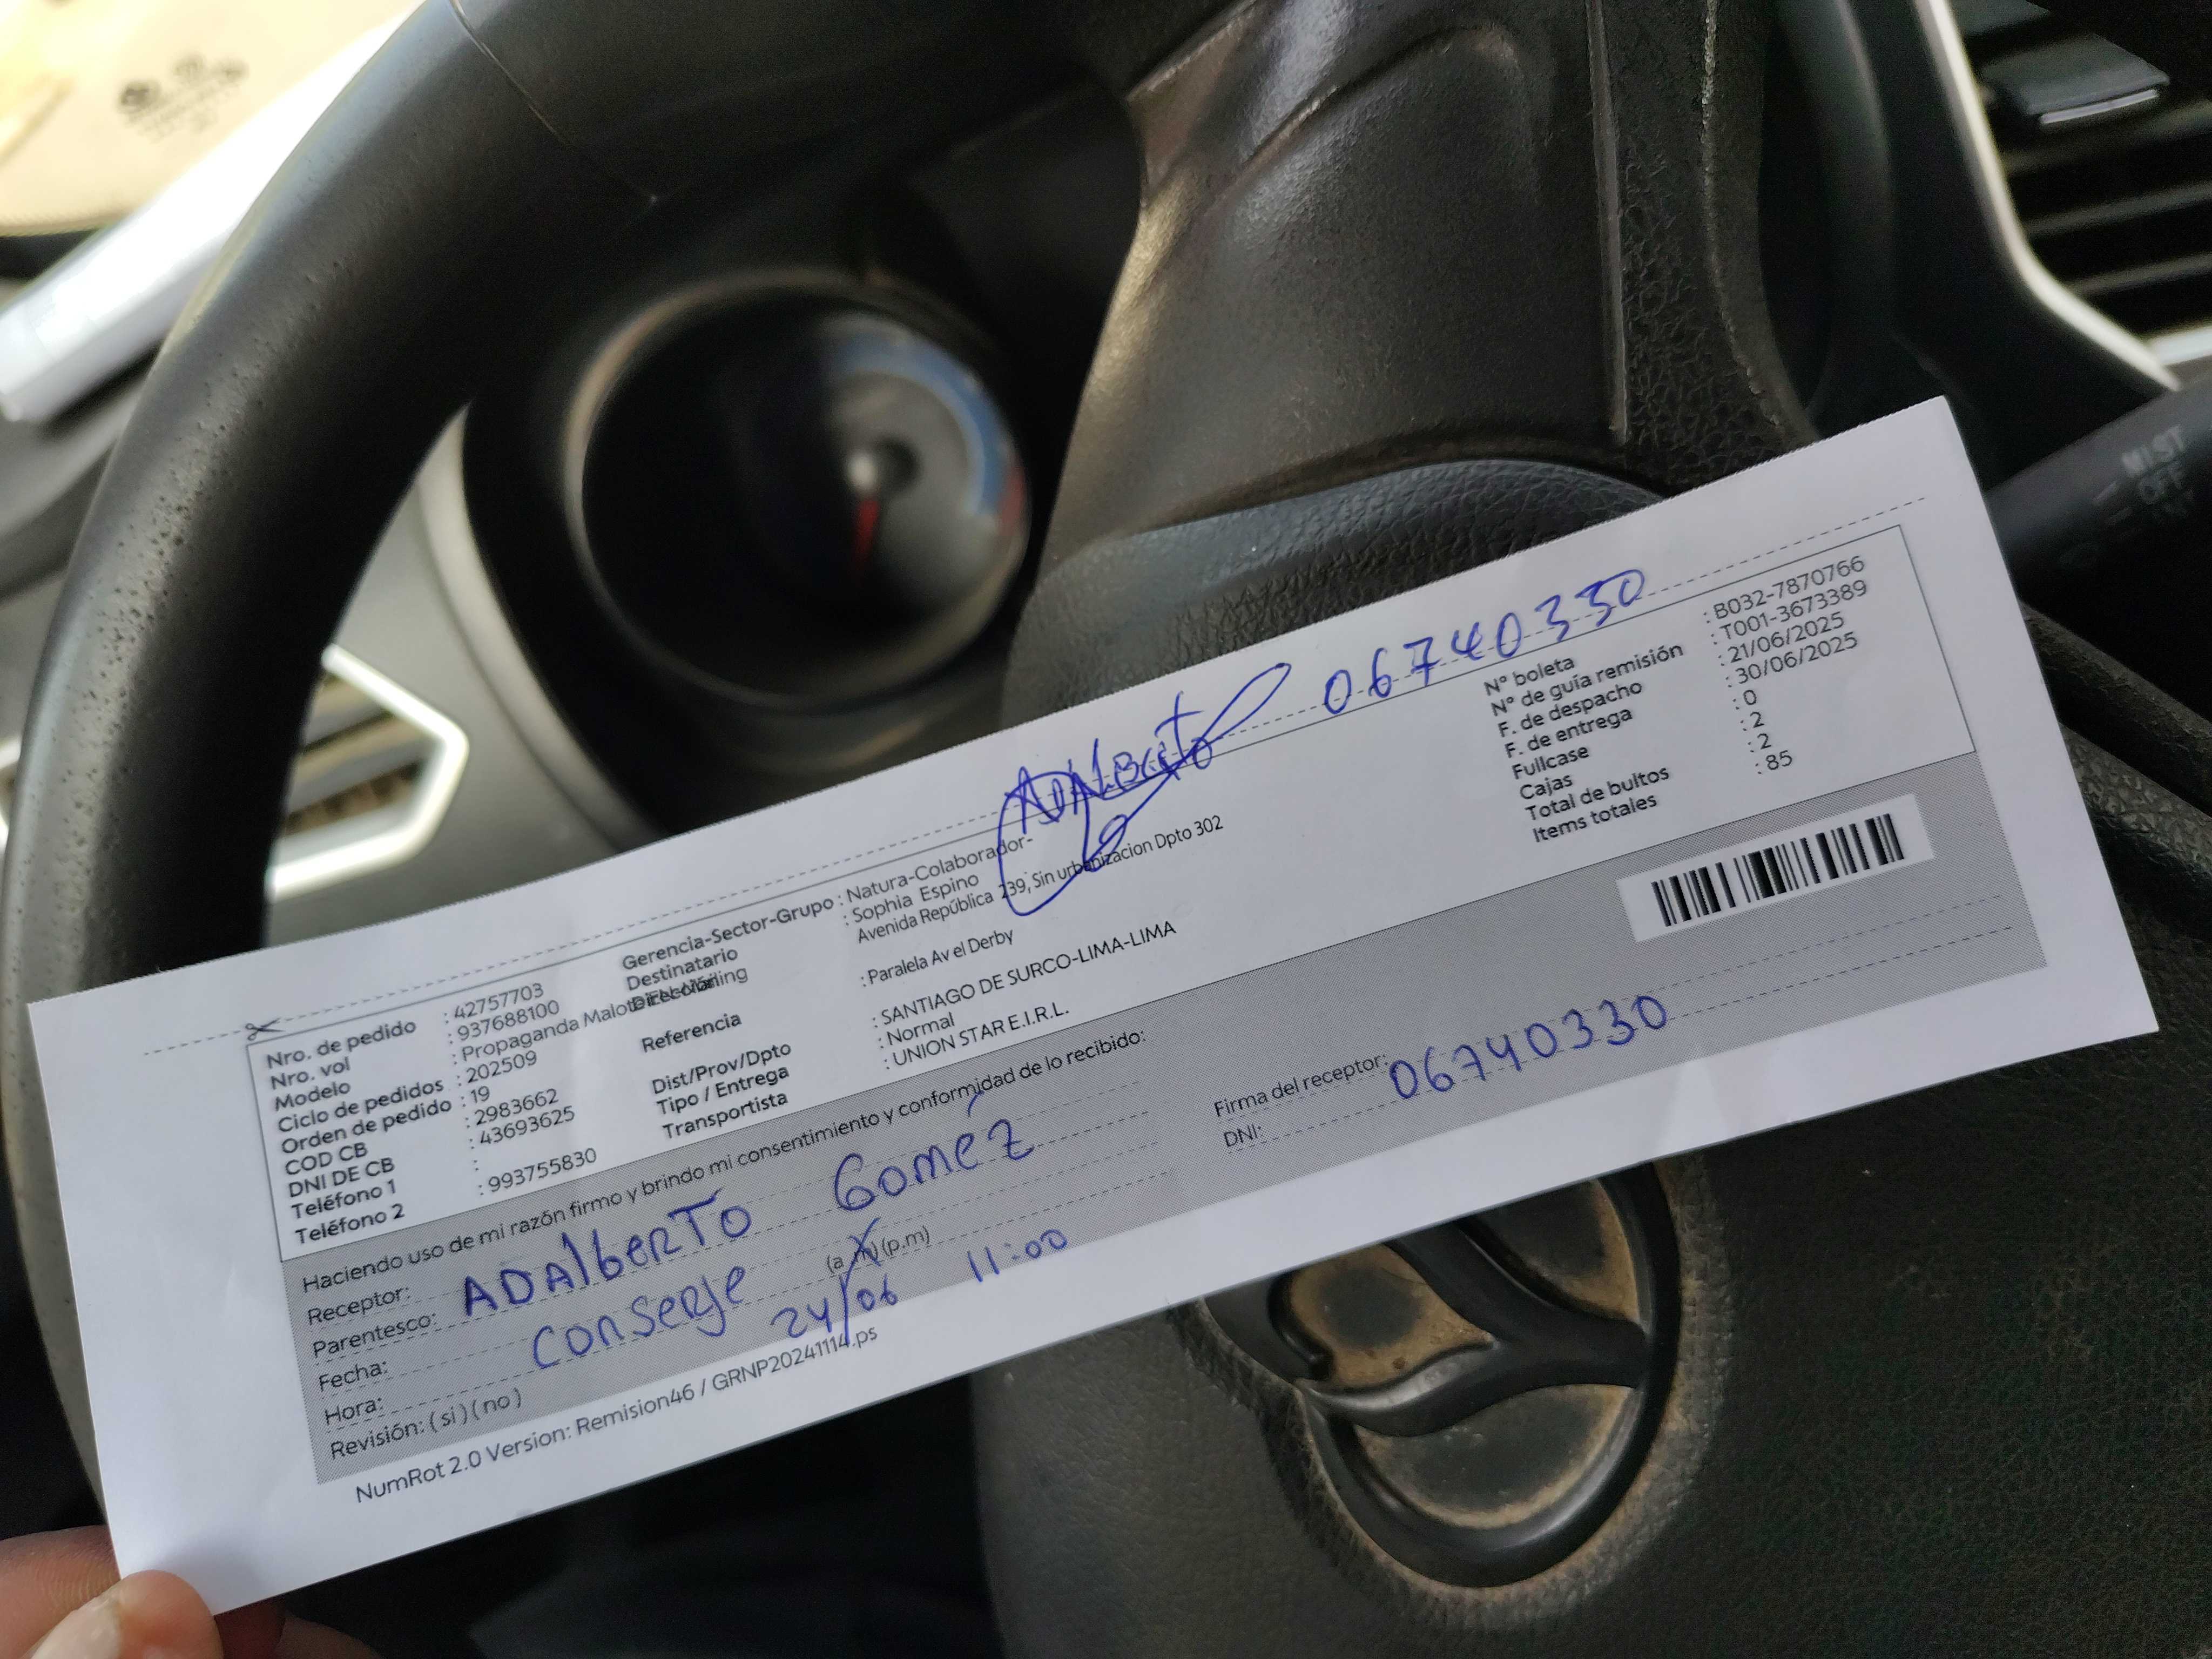 ADAlBerto 06740330
Nro. de pedido : 42757703
Nro. vol : 937688100
Modelo : Propaganda
Ciclo de pedidos : 202509
Orden de pedido : 19
COD CB : 2983662
DNI DE CB : 43693625
Teléfono 1 :
Teléfono 2 : 993755830
Gerencia-Sector-Grupo : Natura-Colaborador-
Destinatario : Sophia Espino
Dirección Avenida República 239, Sin urbanizacion Dpto 302
Referencia : Paralela Av el Derby
Dist/Prov/Dpto : SANTIAGO DE SURCO-LIMA-LIMA
Tipo / Entrega : Normal
Transportista : UNION STAR E.I.R.L.
N° boleta : B032-7870766
N° de guía remisión : T001-3673389
F. de despacho : 21/06/2025
F. de entrega : 30/06/2025
Fullcase : 0
Cajas : 2
Total de bultos : 2
Items totales : 85
Haciendo uso de mi razón firmo y brindo mi consentimiento y conformidad de lo recibido:
Receptor: ADAlberTo Goméz
Parentesco: conserje
Fecha: 24/06 11:00
Hora: (a.m) (p.m)
Revisión: ( si ) ( no )
Firma del receptor: 06740330
DNI:
NumRot 2.0 Version: Remision46 / GRNP20241114.ps
MIST
OFF